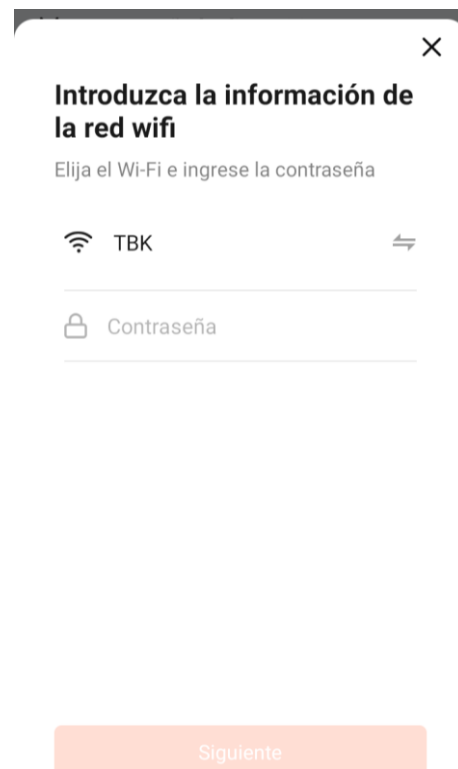 Introduzca la información de
la red wifi
Elija el Wi-Fi e ingrese la contraseña
TBK
Contraseña
Siguiente